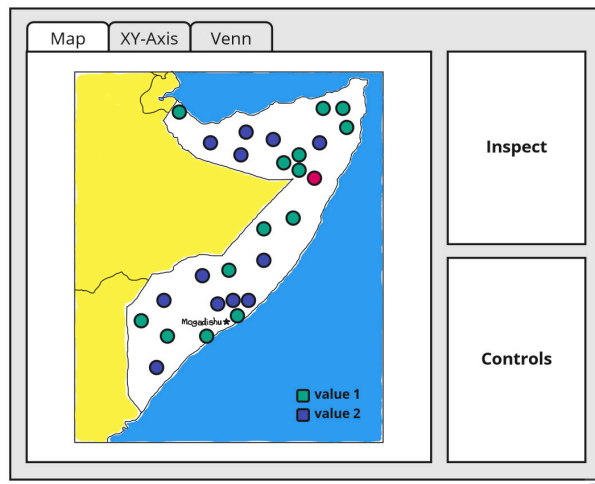 Map
XY-Axis
Venn
Inspect
Controls
Mogadishu
value 1
value 2